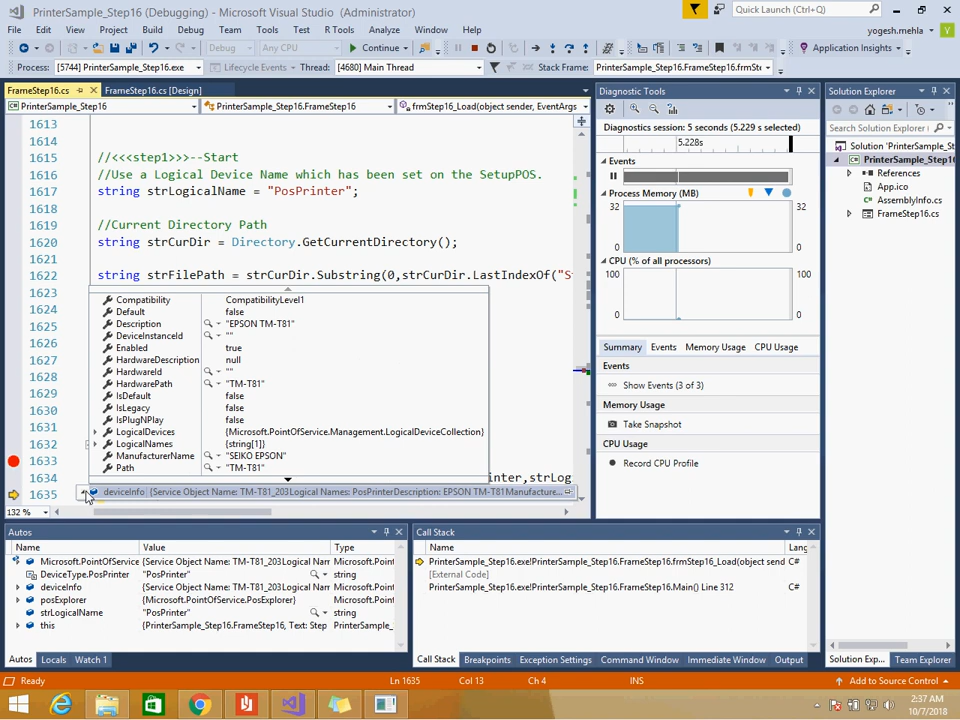 PrinterSample_Step16 (Debugging) - Microsoft Visual Studio (Administrator)
Quick Launch (Ctrl+Q)
File Edit View Project Build Debug Team Tools Test R Tools Analyze Window Help
yogesh.mehla Y
Debug Any CPU Continue Application Insights
Process: [5744] PrinterSample_Step16.exe Lifecycle Events Thread: [4680] Main Thread Stack Frame: PrinterSample_Step16.FrameStep16.frmSt
FrameStep16.cs FrameStep16.cs [Design]
PrinterSample_Step16 PrinterSample_Step16.FrameStep16 frmStep16_Load(object sender, EventArgs
1613
1614
1615 //<<<step1>>>--Start
1616 //Use a Logical Device Name which has been set on the SetupPOS.
1617 string strLogicalName = "PosPrinter";
1618
1619 //Current Directory Path
1620 string strCurDir = Directory.GetCurrentDirectory();
1621
1622 string strFilePath = strCurDir.Substring(0,strCurDir.LastIndexOf("S
1623
1624
1625
1626
1627
1628
1629
1630
1631
1632
1633
1634 inter,strLog
1635
Compatibility CompatibilityLevel1
Default false
Description "EPSON TM-T81"
DeviceInstanceId ""
Enabled true
HardwareDescription null
HardwareId ""
HardwarePath "TM-T81"
IsDefault false
IsLegacy false
IsPlugNPlay false
LogicalDevices {Microsoft.PointOfService.Management.LogicalDeviceCollection}
LogicalNames {string[1]}
ManufacturerName "SEIKO EPSON"
Path "TM-T81"
deviceInfo {Service Object Name: TM-T81_203Logical Names: PosPrinterDescription: EPSON TM-T81Manufacture...
132 %
Diagnostic Tools
Diagnostics session: 5 seconds (5.229 s selected)
5.228s
Events
Process Memory (MB)
32 32
0 0
CPU (% of all processors)
100 100
0 0
Summary Events Memory Usage CPU Usage
Events
Show Events (3 of 3)
Memory Usage
Take Snapshot
CPU Usage
Record CPU Profile
Solution Explorer
Search Solution Explorer
Solution 'PrinterSample_St
PrinterSample_Step16
References
App.ico
AssemblyInfo.cs
FrameStep16.cs
Solution Exp... Team Explorer
Autos
Name Value Type
Microsoft.PointOfService {Service Object Name: TM-T81_203Logical Nam Microsoft.Point
DeviceType.PosPrinter "PosPrinter" string
deviceInfo {Service Object Name: TM-T81_203Logical Nam Microsoft.Point
posExplorer {Microsoft.PointOfService.PosExplorer} Microsoft.Point
strLogicalName "PosPrinter" string
this {PrinterSample_Step16.FrameStep16, Text: Step PrinterSample_
Autos Locals Watch 1
Call Stack
Name Lang
PrinterSample_Step16.exe!PrinterSample_Step16.FrameStep16.frmStep16_Load(object send C#
[External Code]
PrinterSample_Step16.exe!PrinterSample_Step16.FrameStep16.Main() Line 312 C#
Call Stack Breakpoints Exception Settings Command Window Immediate Window Output
Ready Ln 1635 Col 13 Ch 4 INS Add to Source Control
2:37 AM
10/7/2018